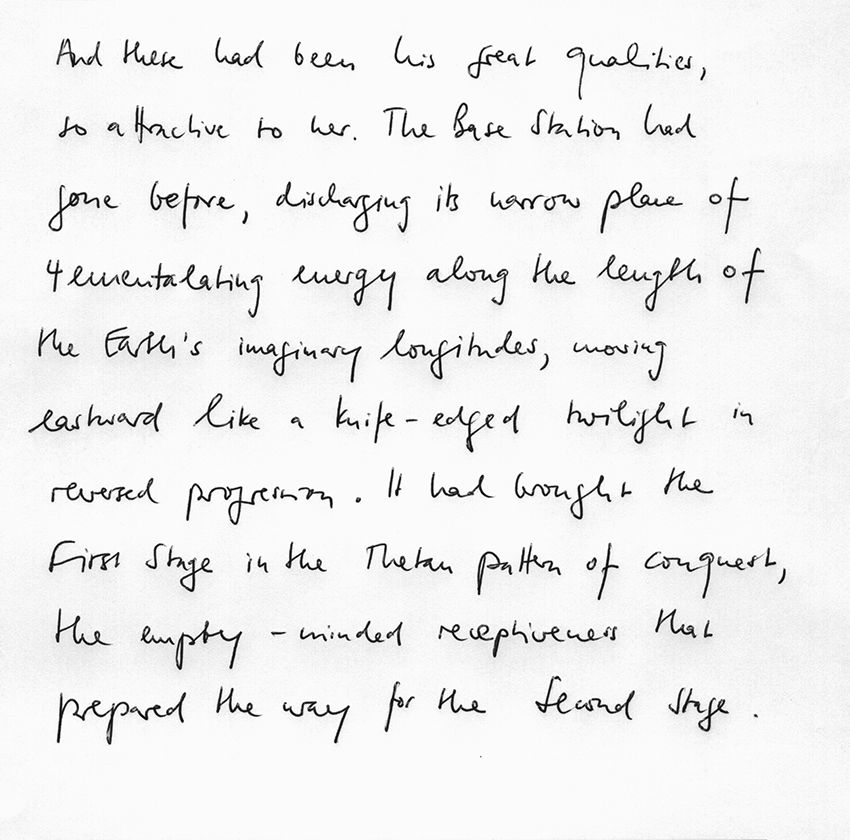 And these had been his great qualities,
so attractive to her. The Base Station had
gone before, discharging its narrow plane of
4ementalating energy along the length of
the Earth's imaginary longitudes, moving
eastward like a knife-edged twilight in
reversed progression. It had brought the
First Stage in the Thetan pattern of conquest,
the empty-minded receptiveness that
prepared the way for the Second Stage.